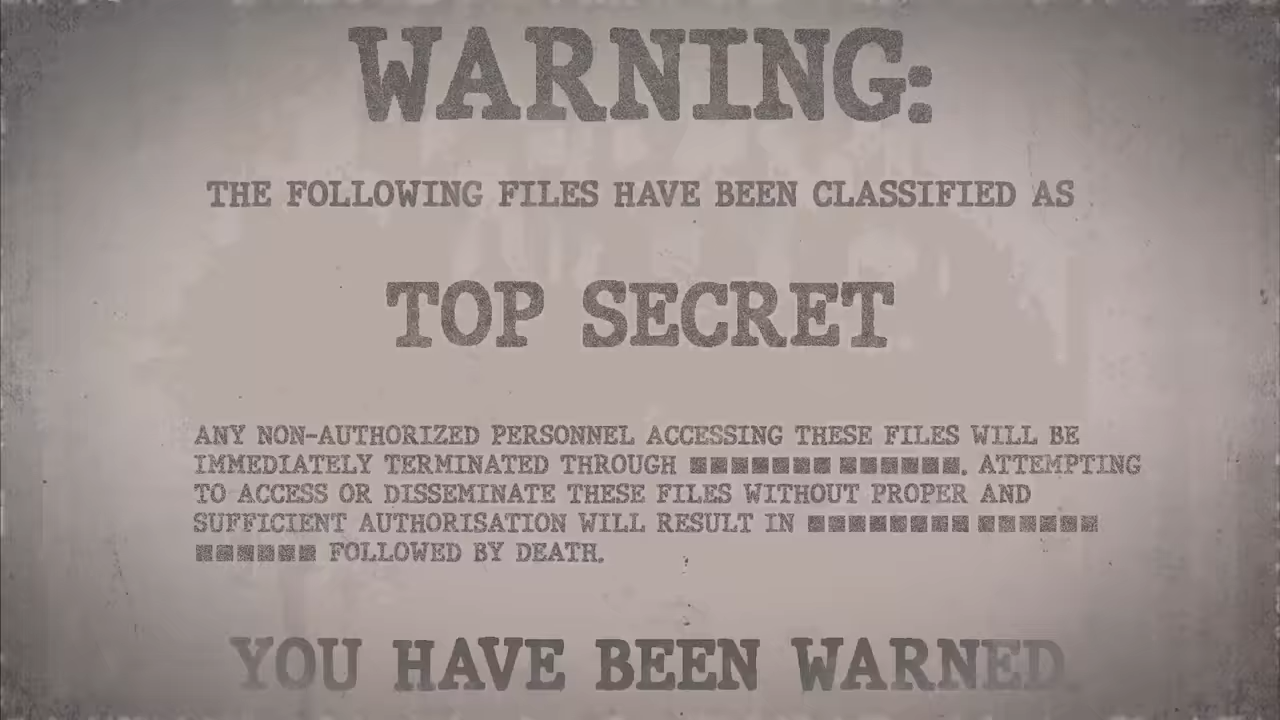 WARNING:
THE FOLLOWING FILES HAVE BEEN CLASSIFIED AS
TOP SECRET
ANY NON-AUTHORIZED PERSONNEL ACCESSING THESE FILES WILL BE
IMMEDIATELY TERMINATED THROUGH ■■■■■■■ ■■■■■■. ATTEMPTING
TO ACCESS OR DISSEMINATE THESE FILES WITHOUT PROPER AND
SUFFICIENT AUTHORISATION WILL RESULT IN ■■■■■■■■ ■■■■■■
■■■■■■ FOLLOWED BY DEATH.
YOU HAVE BEEN WARNED.